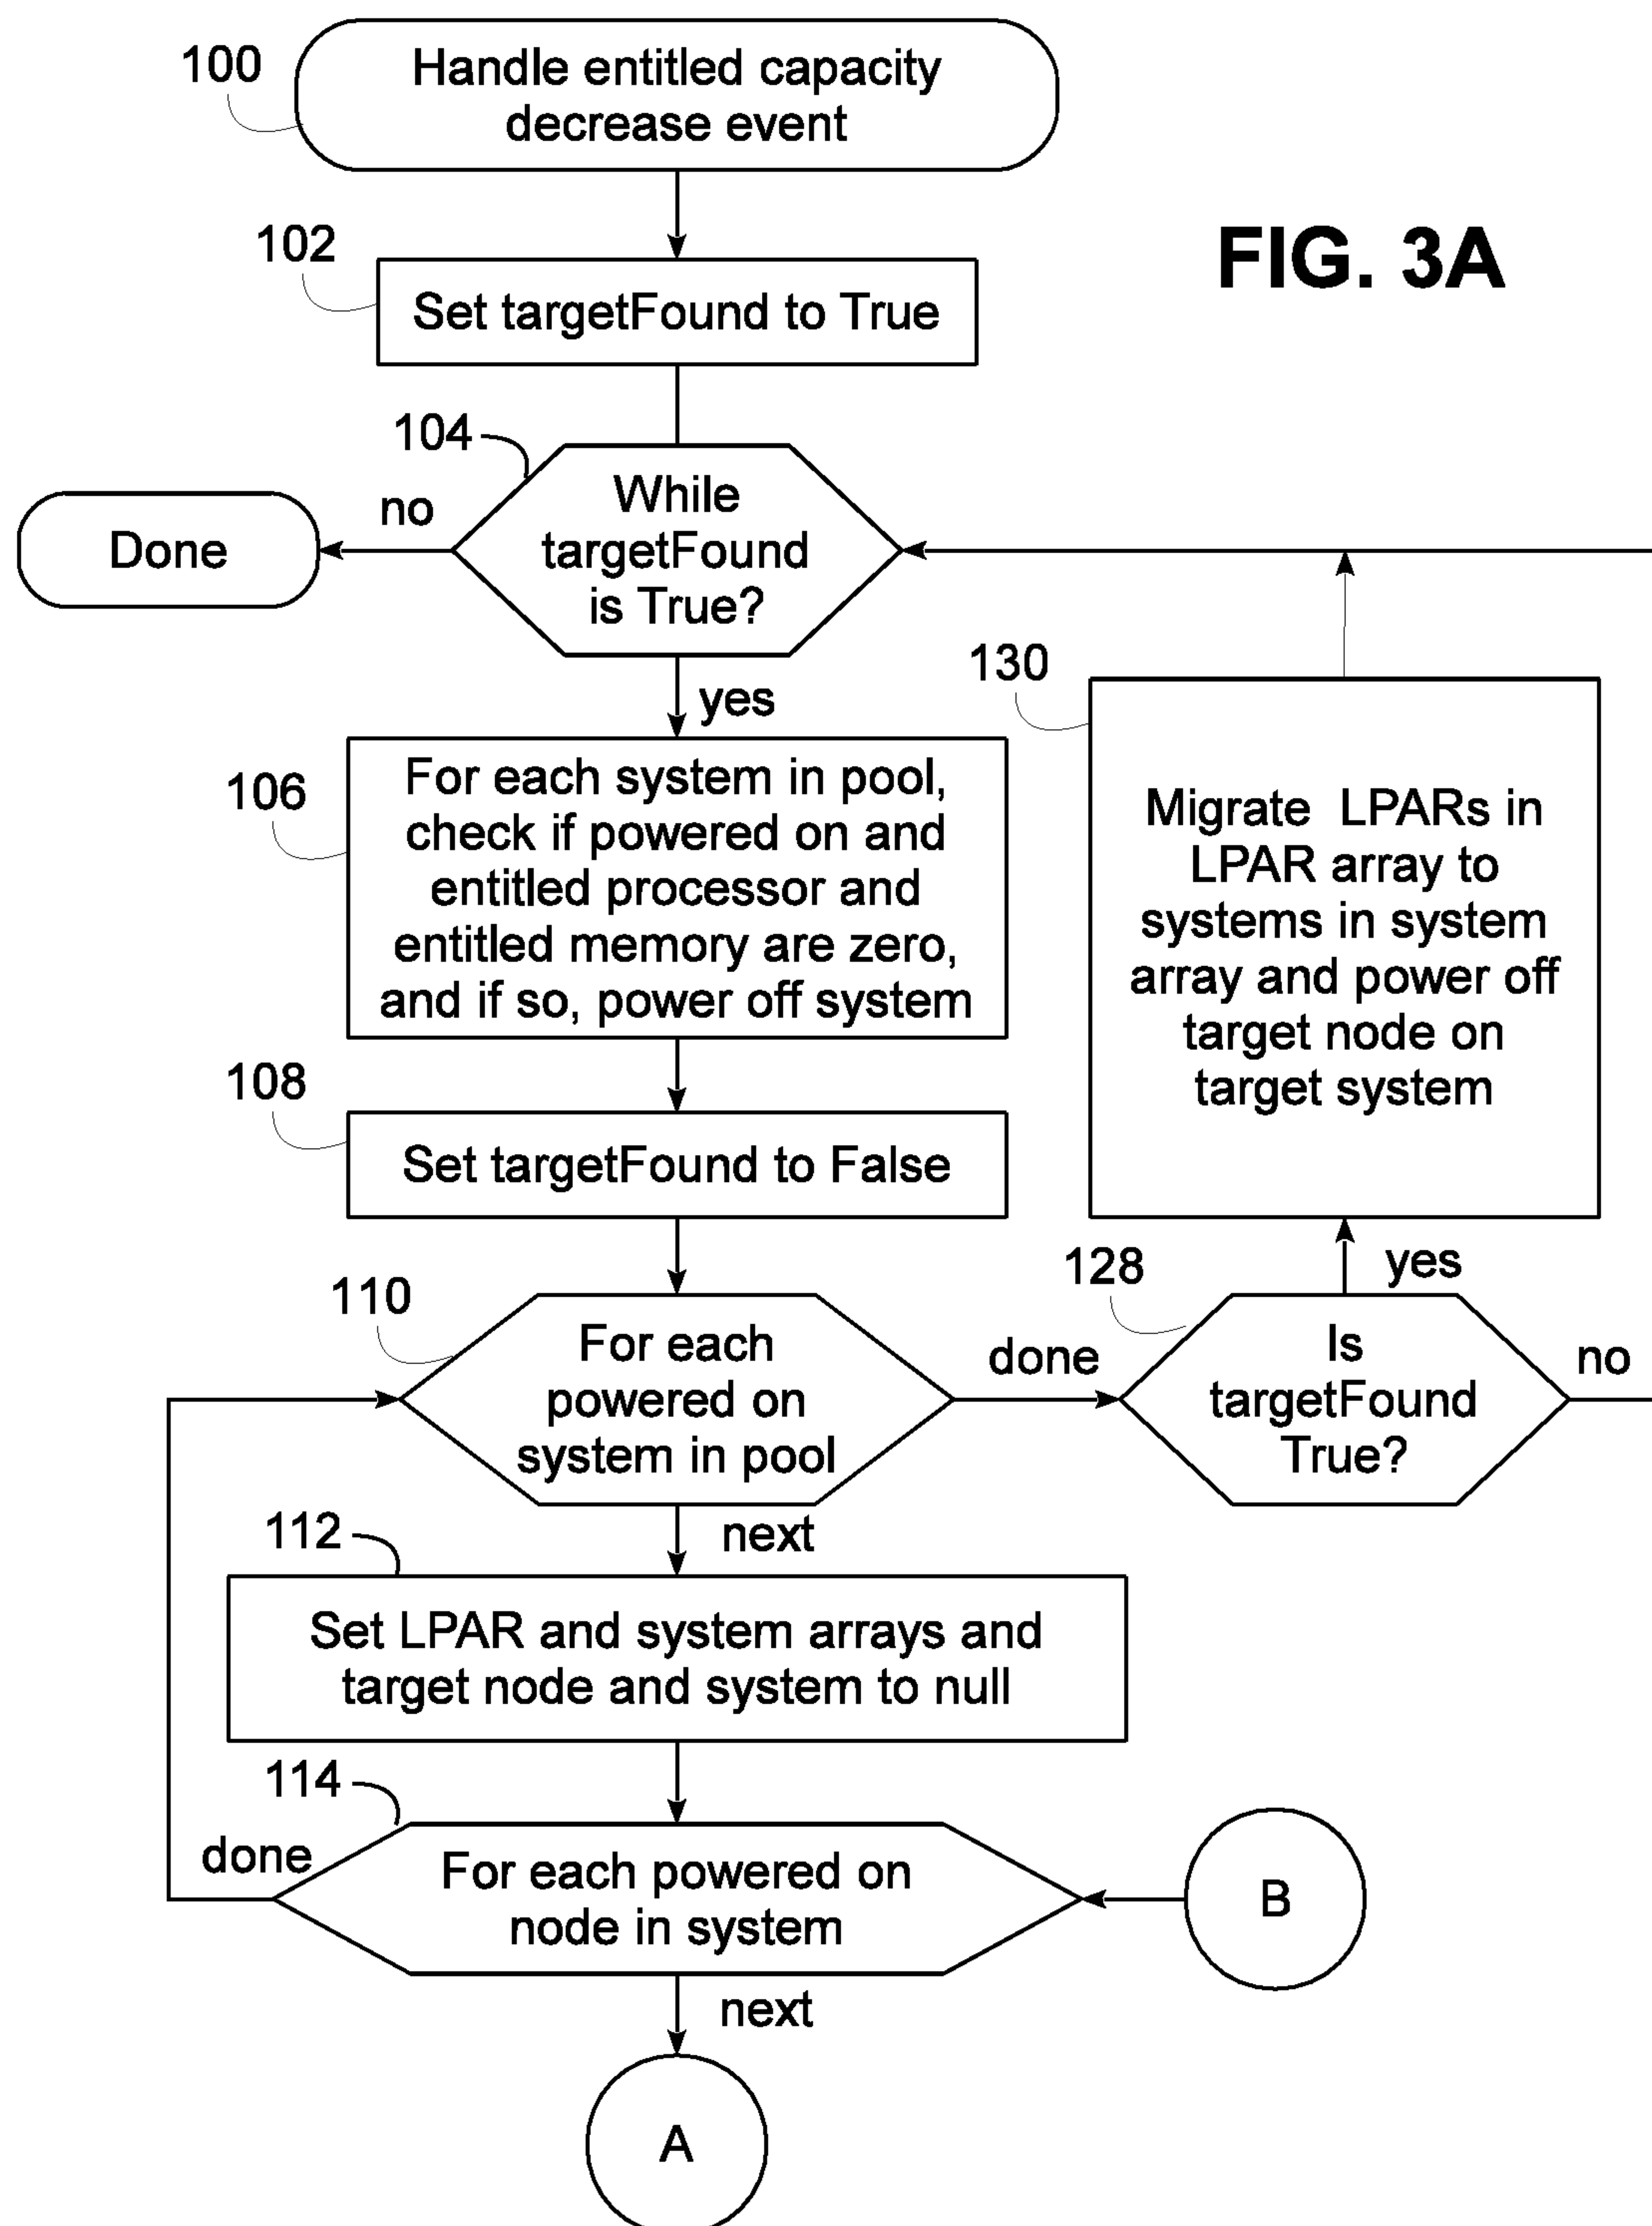 100
Handle entitled capacity
decrease event
FIG. 3A
102
Set targetFound to True
104
While
targetFound
is True?
no
Done
yes
130
Migrate LPARs in
LPAR array to
systems in system
array and power off
target node on
target system
106
For each system in pool,
check if powered on and
entitled processor and
entitled memory are zero,
and if so, power off system
108
Set targetFound to False
110
For each
powered on
system in pool
done
128
yes
Is
targetFound
True?
no
next
112
Set LPAR and system arrays and
target node and system to null
114
done
For each powered on
node in system
B
next
A